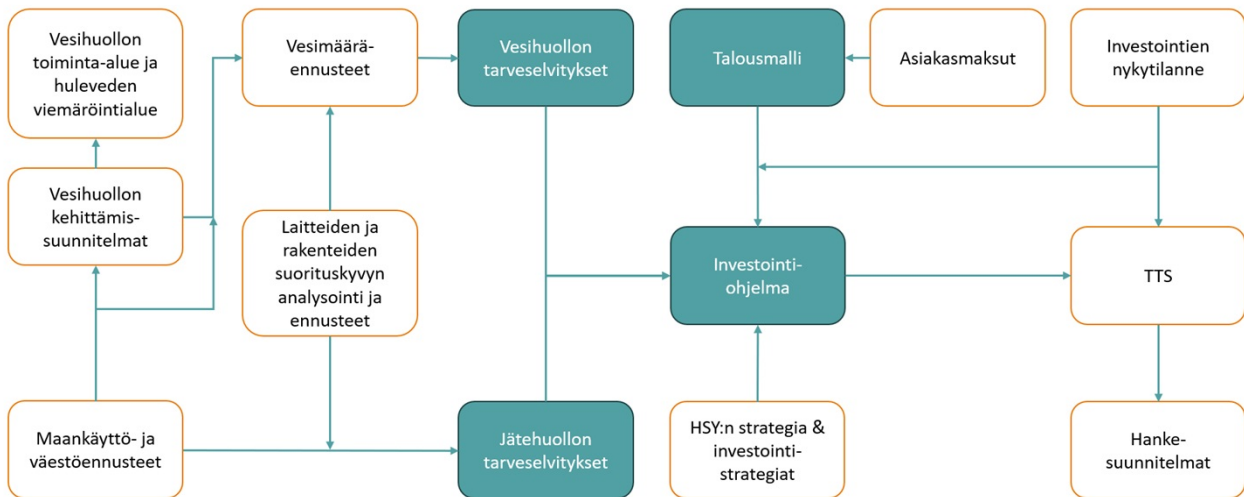 Vesihuollon
toiminta-alue ja
huleveden
viemäröintialue
Vesimäärä-
ennusteet
Vesihuollon
tarveselvitykset
Talousmalli
Asiakasmaksut
Investointien
nykytilanne
Vesihuollon
kehittämis-
suunnitelmat
Laitteiden ja
rakenteiden
suorituskyvyn
analysointi ja
ennusteet
Investointi-
ohjelma
TTS
Maankäyttö- ja
väestöennusteet
Jätehuollon
tarveselvitykset
HSY:n strategia &
investointi-
strategiat
Hanke-
suunnitelmat